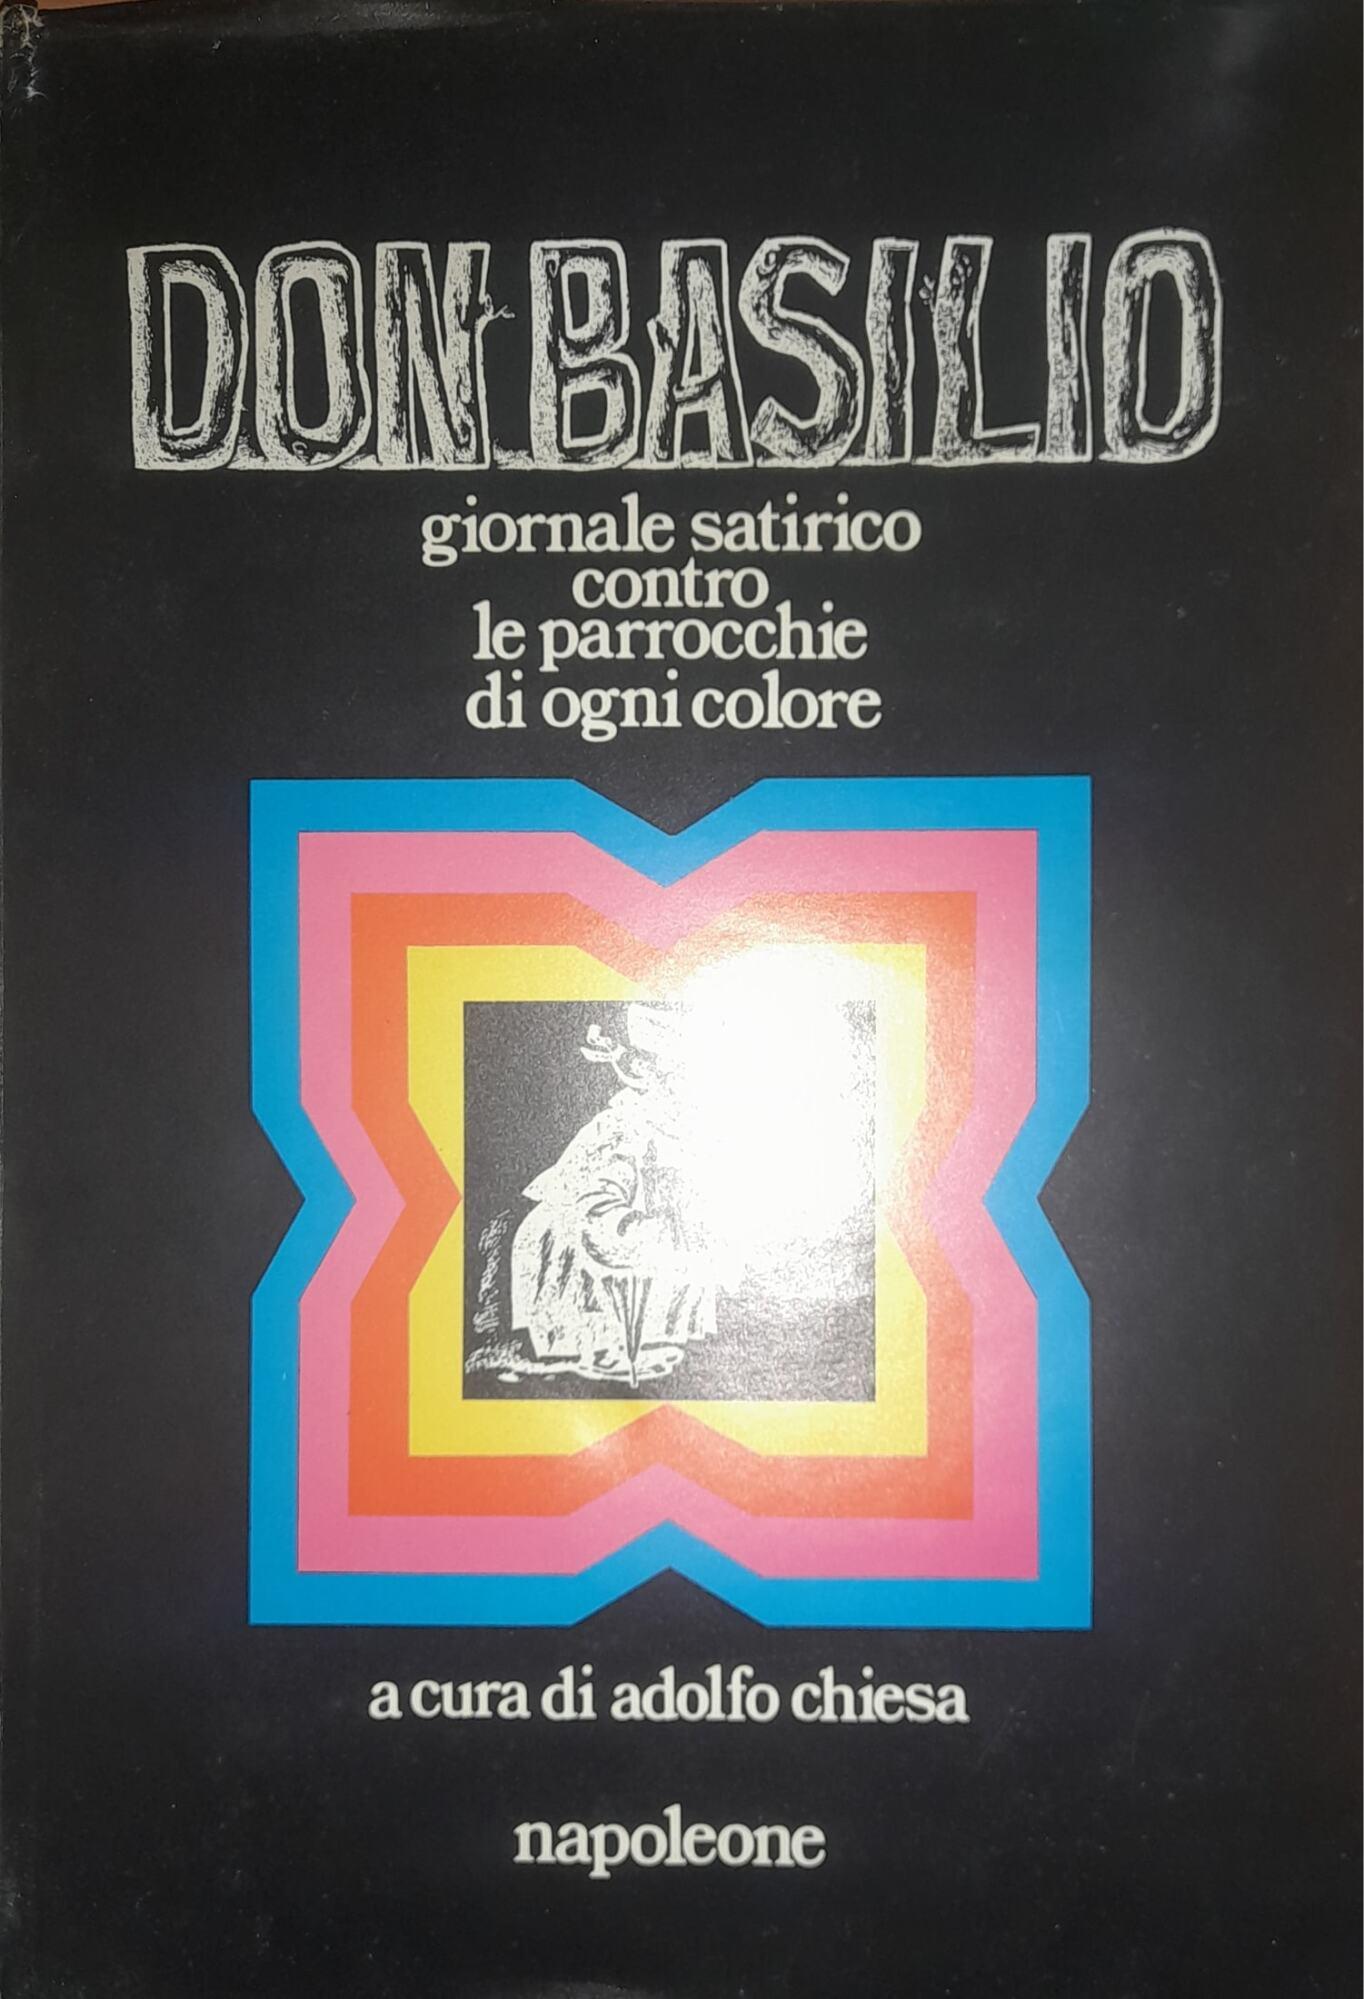 DON BASILIO
giornale satirico
contro
le parrocchie
di ogni colore
a cura di adolfo chiesa
napoleone